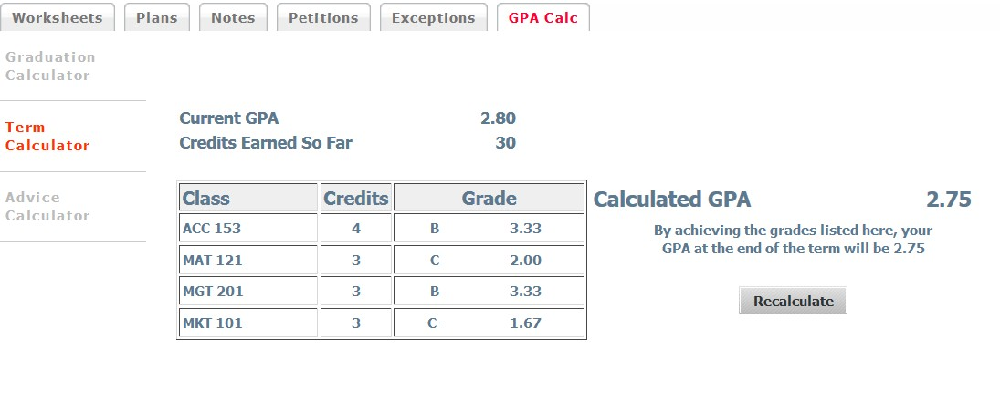 Worksheets Plans Notes Petitions Exceptions GPA Calc
Graduation
Calculator
Term
Calculator
Advice
Calculator
Current GPA 2.80
Credits Earned So Far 30
Class Credits Grade
ACC 153 4 B 3.33
MAT 121 3 C 2.00
MGT 201 3 B 3.33
MKT 101 3 C- 1.67
Calculated GPA 2.75
By achieving the grades listed here, your
GPA at the end of the term will be 2.75
Recalculate